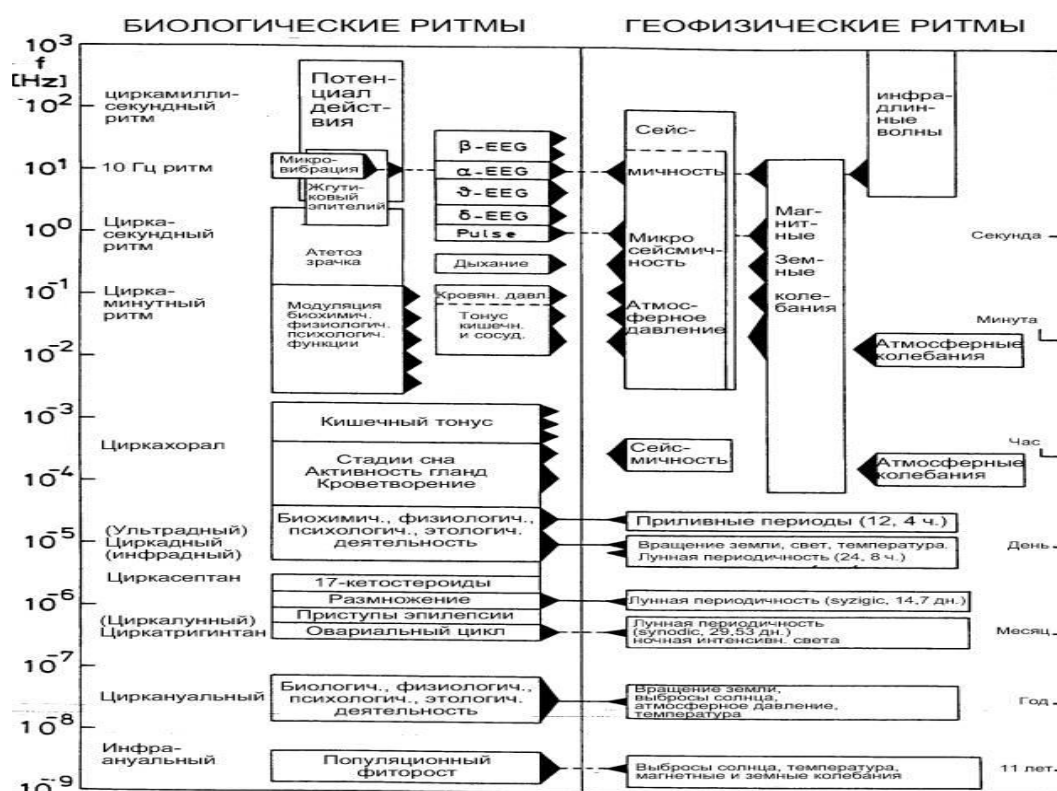 БИОЛОГИЧЕСКИЕ РИТМЫ
ГЕОФИЗИЧЕСКИЕ РИТМЫ
10³
f
[Hz]
10²
10¹
10⁰
10⁻¹
10⁻²
10⁻³
10⁻⁴
10⁻⁵
10⁻⁶
10⁻⁷
10⁻⁸
10⁻⁹
циркамилли-
секундный
ритм
10 Гц ритм
Цирка-
секундный
ритм
Цирка-
минутный
ритм
Циркахорал
(Ультрадный)
Циркадный
(инфрадный)
Циркасептан
(Циркалунный)
Циркатригинтан
Циркануальный
Инфра-
ануальный
Потен-
циал
дейст-
вия
Микро-
вибрация
Жгути-
ковый
эпителий
Атетоз
зрачка
Модуляция
биохимич.
физиологич.
психологич.
функции
β-EEG
α-EEG
ϑ-EEG
δ-EEG
Pulse
Дыхание
Кровян. давл.
Тонус
кишечн.
и сосуд.
Кишечный тонус
Стадии сна
Активность гланд
Кроветворение
Биохимич., физиологич.,
психологич., этологич.
деятельность
17-кетостероиды
Размножение
Приступы эпилепсии
Овариальный цикл
Биологич., физиологич.,
психологич., этологич.
деятельность
Популяционный
фиторост
Сейс-
мичность
Микро
сейсмич-
ность
Атмос-
ферное
давление
Маг-
нит-
ные
Зем-
ные
коле-
бания
инфра-
длин-
ные
волны
Атмосферные
колебания
Сейс-
мичность
Атмосферные
колебания
Приливные периоды (12, 4 ч.)
Вращение земли, свет, температура.
Лунная периодичность (24, 8 ч.)
Лунная периодичность (syzigic, 14,7 дн.)
Лунная периодичность
(synodic, 29,53 дн.)
ночная интенсивн. света
Вращение земли,
выбросы солнца,
атмосферное давление,
температура
Выбросы солнца, температура,
магнетные и земные колебания
Секунда
Минута
Час
День
Месяц
Год
11 лет